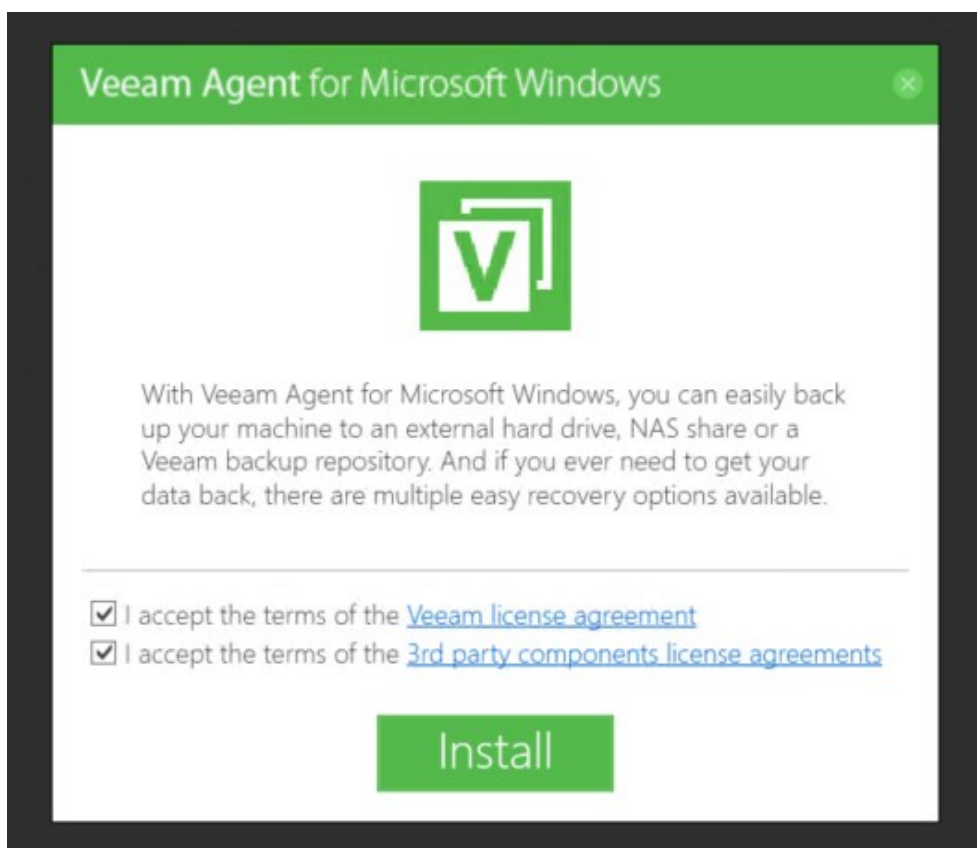 Veeam Agent for Microsoft Windows
V
With Veeam Agent for Microsoft Windows, you can easily back
up your machine to an external hard drive, NAS share or a
Veeam backup repository. And if you ever need to get your
data back, there are multiple easy recovery options available.
I accept the terms of the Veeam license agreement
I accept the terms of the 3rd party components license agreements
Install